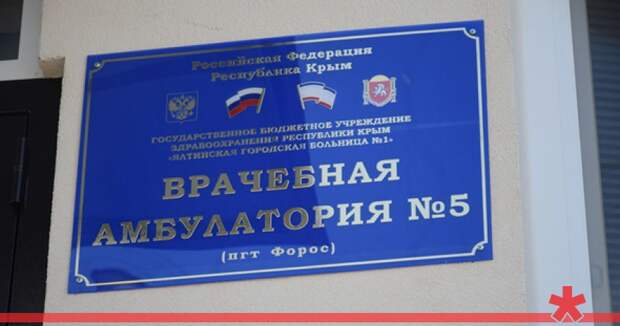 Российская Федерация
Республика Крым
ГОСУДАРСТВЕННОЕ БЮДЖЕТНОЕ УЧРЕЖДЕНИЕ
ЗДРАВООХРАНЕНИЯ РЕСПУБЛИКИ КРЫМ
«ЯЛТИНСКАЯ ГОРОДСКАЯ БОЛЬНИЦА №1»
ВРАЧЕБНАЯ
АМБУЛАТОРИЯ №5
(пгт Форос)